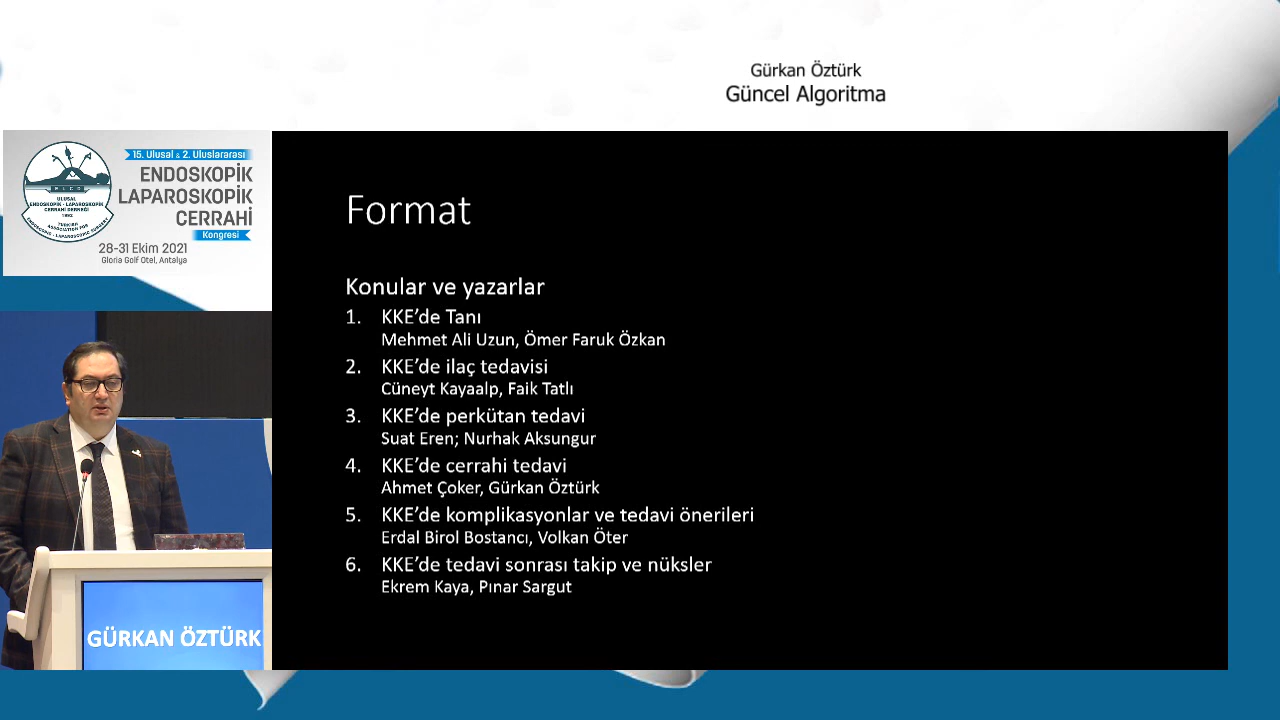 Gürkan Öztürk
Güncel Algoritma
15. Ulusal & 2. Uluslararası
ENDOSKOPİK
LAPAROSKOPİK
CERRAHİ
Kongresi
28-31 Ekim 2021
Gloria Golf Otel, Antalya
ULUSAL
ENDOSKOPİK - LAPAROSKOPİK
CERRAHİ DERNEĞİ
1992
Format
Konular ve yazarlar
1. KKE’de Tanı
Mehmet Ali Uzun, Ömer Faruk Özkan
2. KKE’de ilaç tedavisi
Cüneyt Kayaalp, Faik Tatlı
3. KKE’de perkütan tedavi
Suat Eren; Nurhak Aksungur
4. KKE’de cerrahi tedavi
Ahmet Çoker, Gürkan Öztürk
5. KKE’de komplikasyonlar ve tedavi önerileri
Erdal Birol Bostancı, Volkan Öter
6. KKE’de tedavi sonrası takip ve nüksler
Ekrem Kaya, Pınar Sargut
GÜRKAN ÖZTÜRK